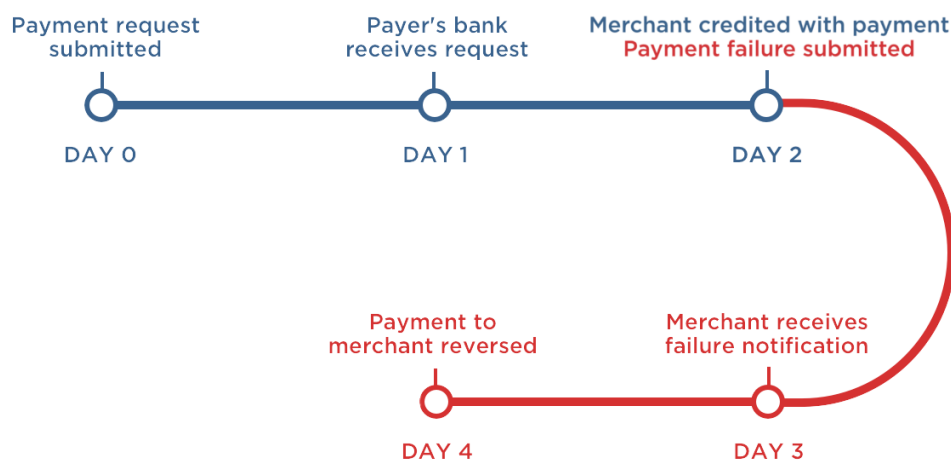 Payment request
submitted
Payer's bank
receives request
Merchant credited with payment
Payment failure submitted
DAY 0
DAY 1
DAY 2
Payment to
merchant reversed
Merchant receives
failure notification
DAY 4
DAY 3